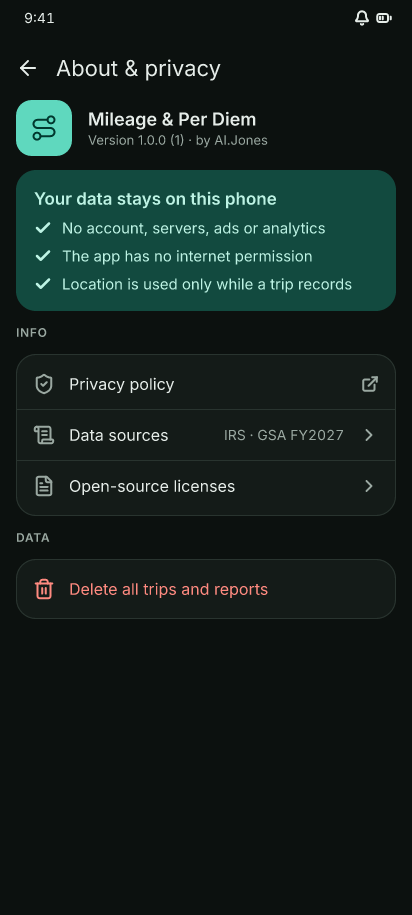 9:41
About & privacy
Mileage & Per Diem
Version 1.0.0 (1) · by AI.Jones
Your data stays on this phone
No account, servers, ads or analytics
The app has no internet permission
Location is used only while a trip records
INFO
Privacy policy
Data sources IRS · GSA FY2027
Open-source licenses
DATA
Delete all trips and reports